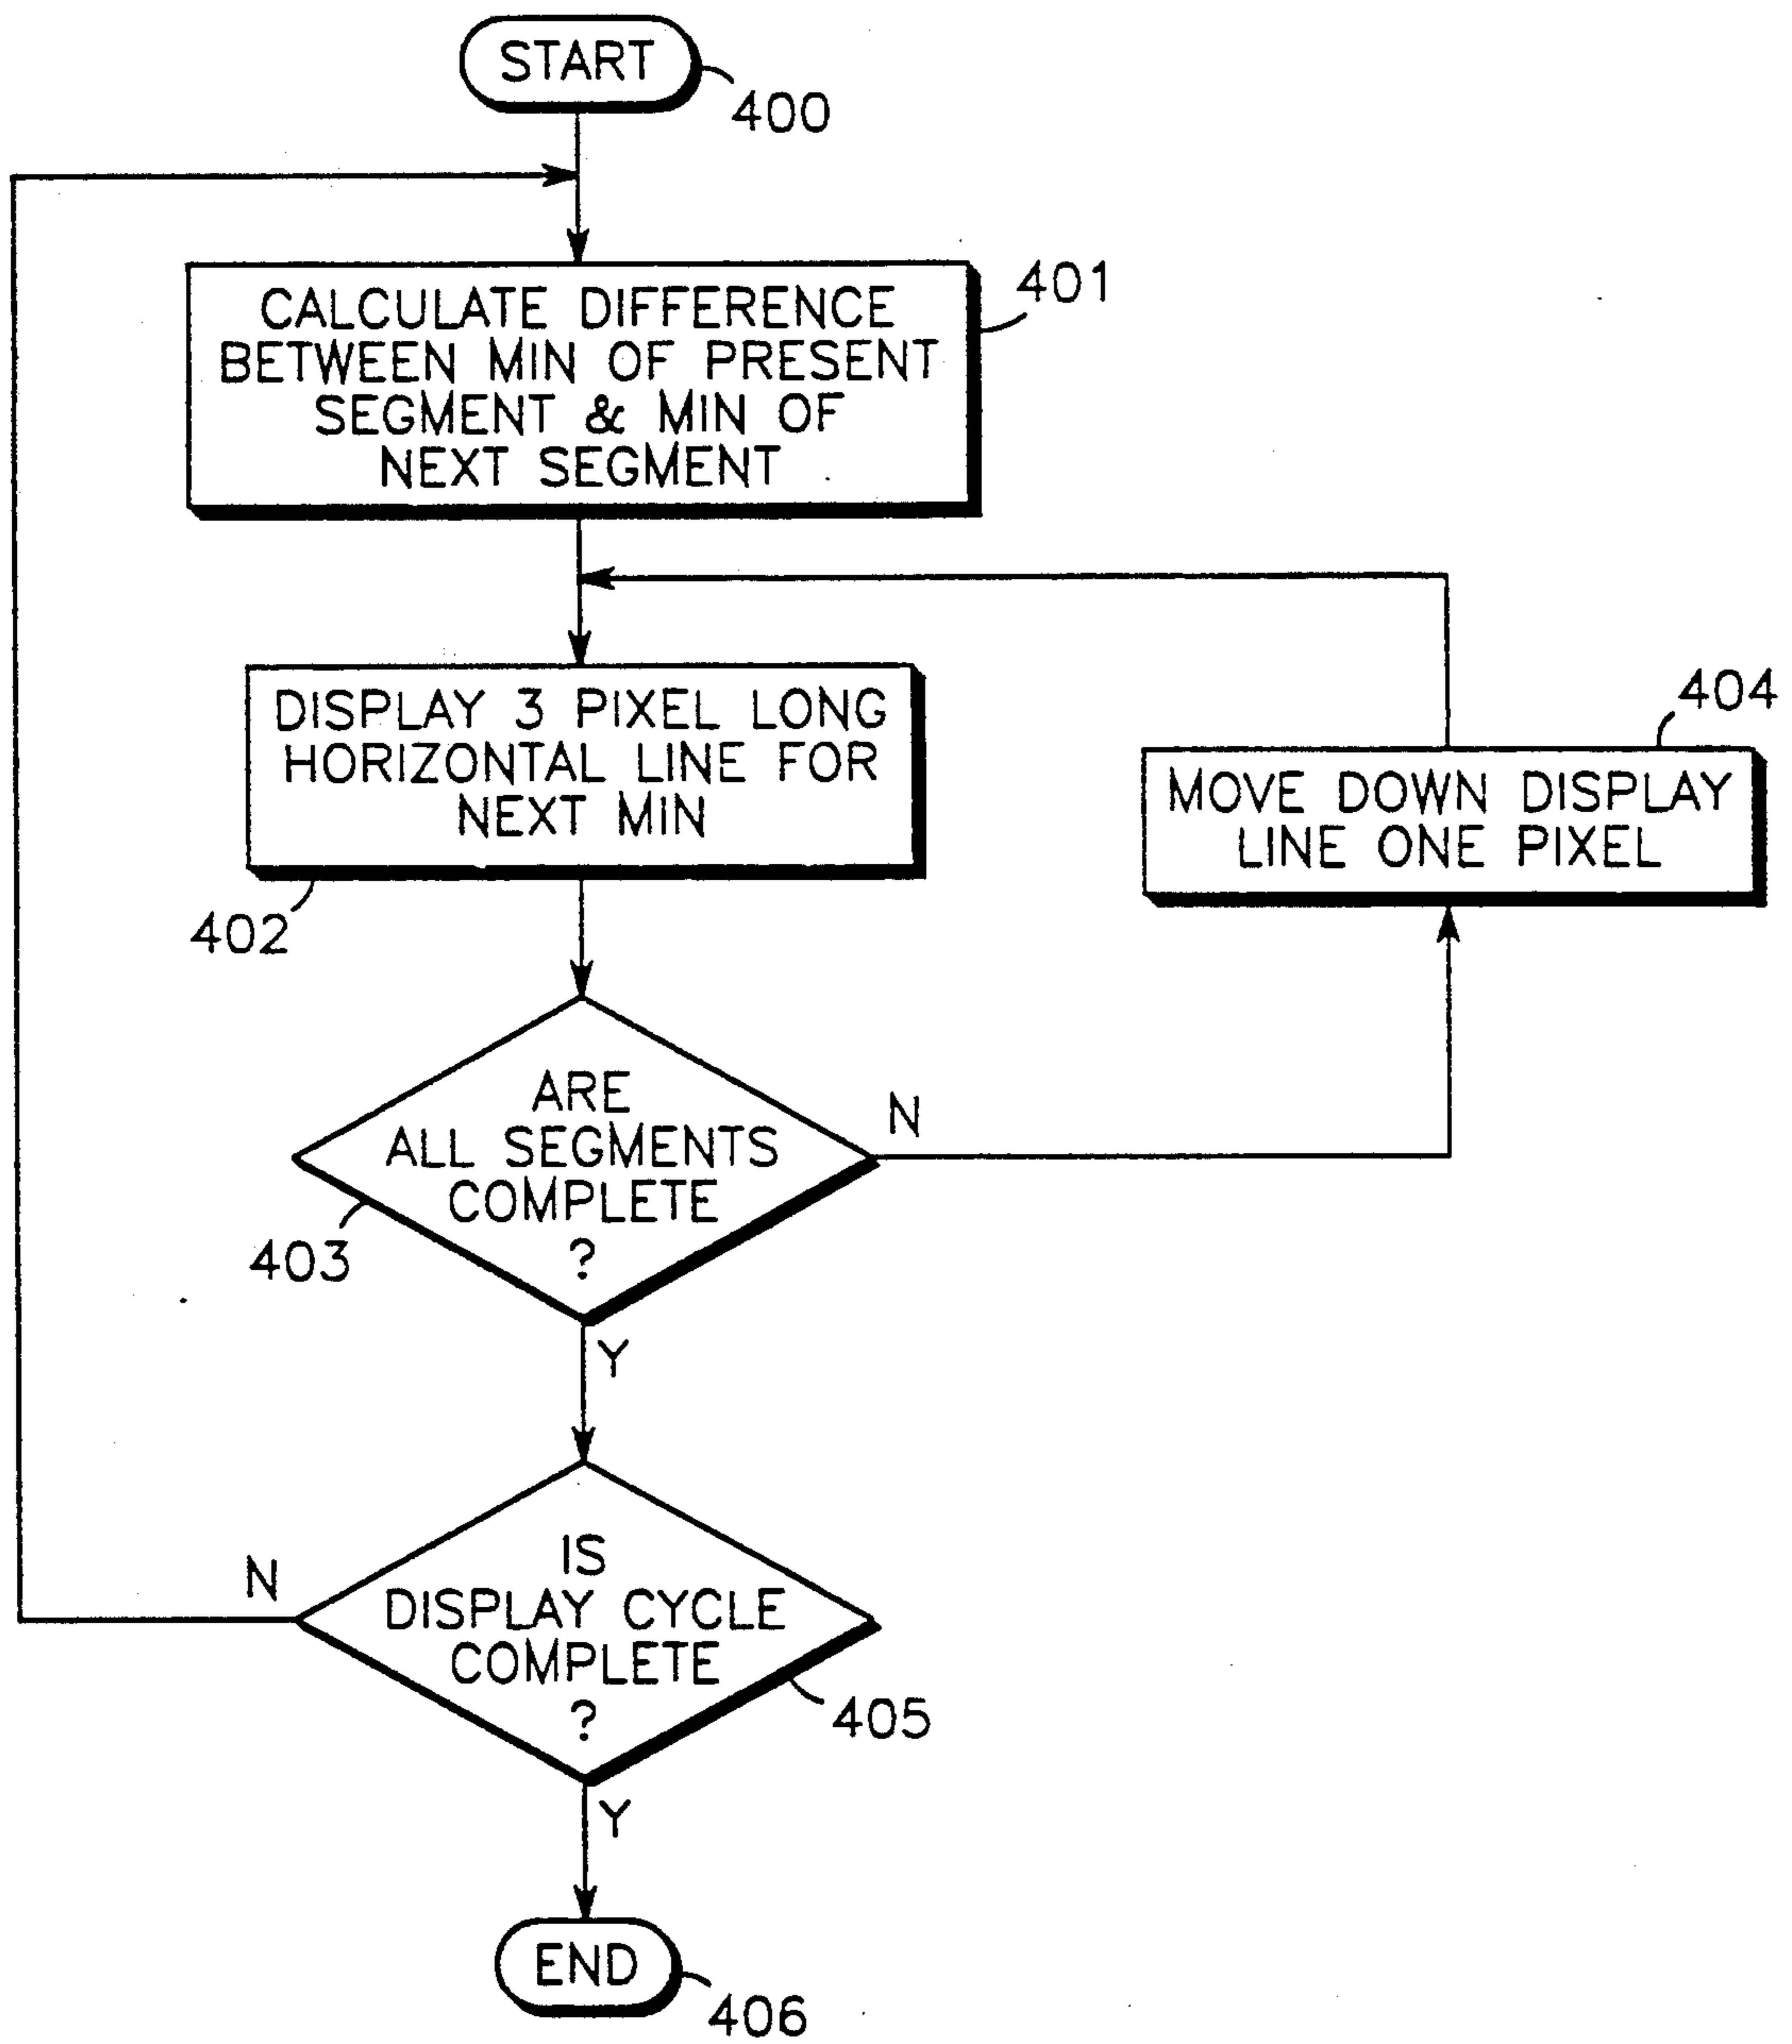 START
400
CALCULATE DIFFERENCE
BETWEEN MIN OF PRESENT
SEGMENT & MIN OF
NEXT SEGMENT
401
DISPLAY 3 PIXEL LONG
HORIZONTAL LINE FOR
NEXT MIN
402
404
MOVE DOWN DISPLAY
LINE ONE PIXEL
ARE
ALL SEGMENTS
COMPLETE
?
403
N
Y
IS
DISPLAY CYCLE
COMPLETE
?
405
N
Y
END
406